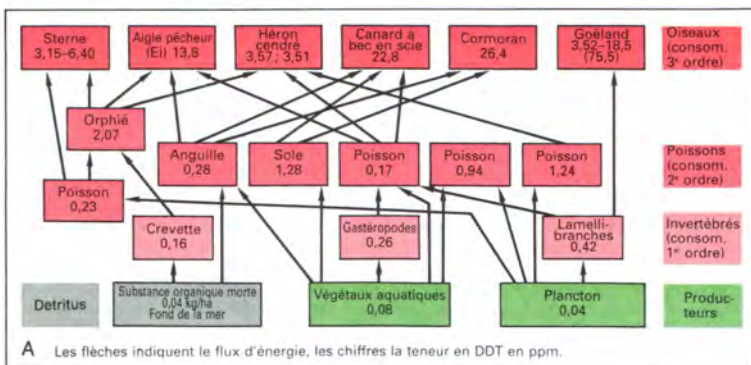 Sterne
3,15–6,40
Aigle pêcheur
(Ei) 13,8
Héron
cendré
3,57 ; 3,51
Canard à
bec en scie
22,8
Cormoran
26,4
Goëland
3,52–18,5
(75,5)
Oiseaux
(consom.
3e ordre)
Orphie
2,07
Anguille
0,28
Sole
1,28
Poisson
0,17
Poisson
0,94
Poisson
1,24
Poissons
(consom.
2e ordre)
Poisson
0,23
Crevette
0,16
Gastéropodes
0,26
Lamelli-
branches
0,42
Invertébrés
(consom.
1er ordre)
Detritus
Substance organique morte
0,04 kg/ha
Fond de la mer
Végétaux aquatiques
0,08
Plancton
0,04
Produc-
teurs
A Les flèches indiquent le flux d'énergie, les chiffres la teneur en DDT en ppm.